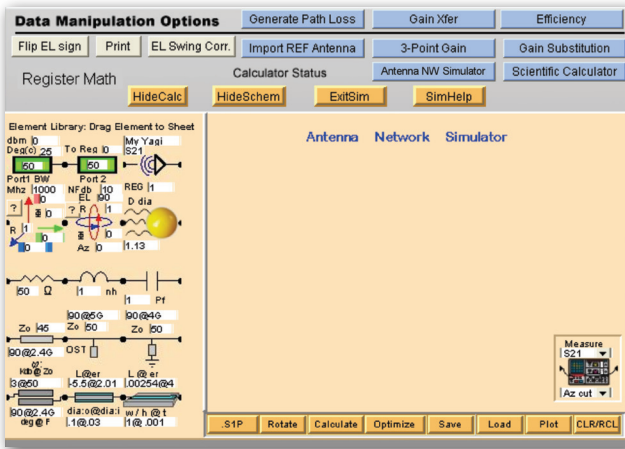 Data Manipulation Options
Generate Path Loss
Gain Xfer
Efficiency
Flip EL sign
Print
EL Swing Corr.
Import REF Antenna
3-Point Gain
Gain Substitution
Register Math
Calculator Status
Antenna NW Simulator
Scientific Calculator
HideCalc
HideSchem
ExitSim
SimHelp
Element Library: Drag Element to Sheet
Antenna Network Simulator
dbm 0
My Yagi
Deg(c) 25
To Reg 0
S21
50
50
Port1 BW
Port 2
Mhz 1000
NFdb 10
REG 1
0
EL 90
D dia
? Φ 0
? R 1
R 1
0
Φ 0
0
Az 0
1.13
50 Ω
1 nh
1 Pf
90@5G
90@4G
Zo 45
Zo 50
Zo 50
90@2.4G
OST
Kdb@Zo
L@er
L@er
3@50
-5.5@2.01
.00254@4
90@2.4G
dia:o@dia:i
w/h@t
deg@F
.1@.03
1@.001
Measure
S21
Az out
.S1P
Rotate
Calculate
Optimize
Save
Load
Plot
CLR/RCL